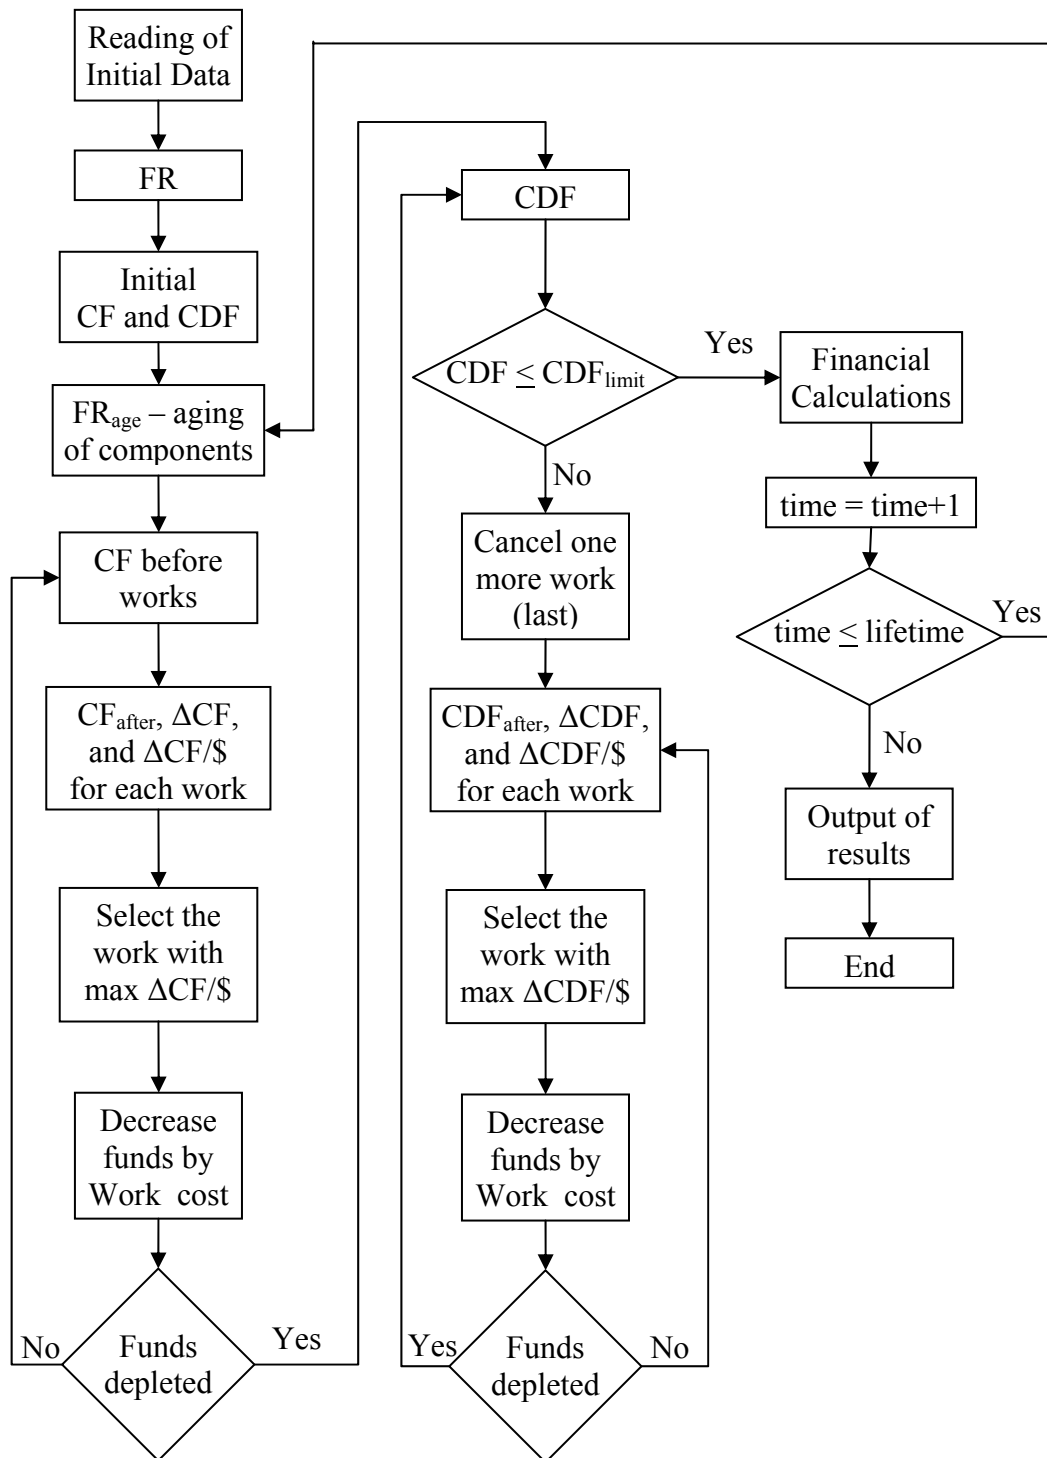 Reading of
Initial Data
FR
Initial
CF and CDF
FRage – aging
of components
CF before
works
CFafter, ΔCF,
and ΔCF/$
for each work
Select the
work with
max ΔCF/$
Decrease
funds by
Work cost
No
Funds
depleted
Yes
CDF
CDF ≤ CDFlimit
Yes
No
Cancel one
more work
(last)
CDFafter, ΔCDF,
and ΔCDF/$
for each work
Select the
work with
max ΔCDF/$
Decrease
funds by
Work cost
Yes
Funds
depleted
No
Financial
Calculations
time = time+1
time ≤ lifetime
Yes
No
Output of
results
End